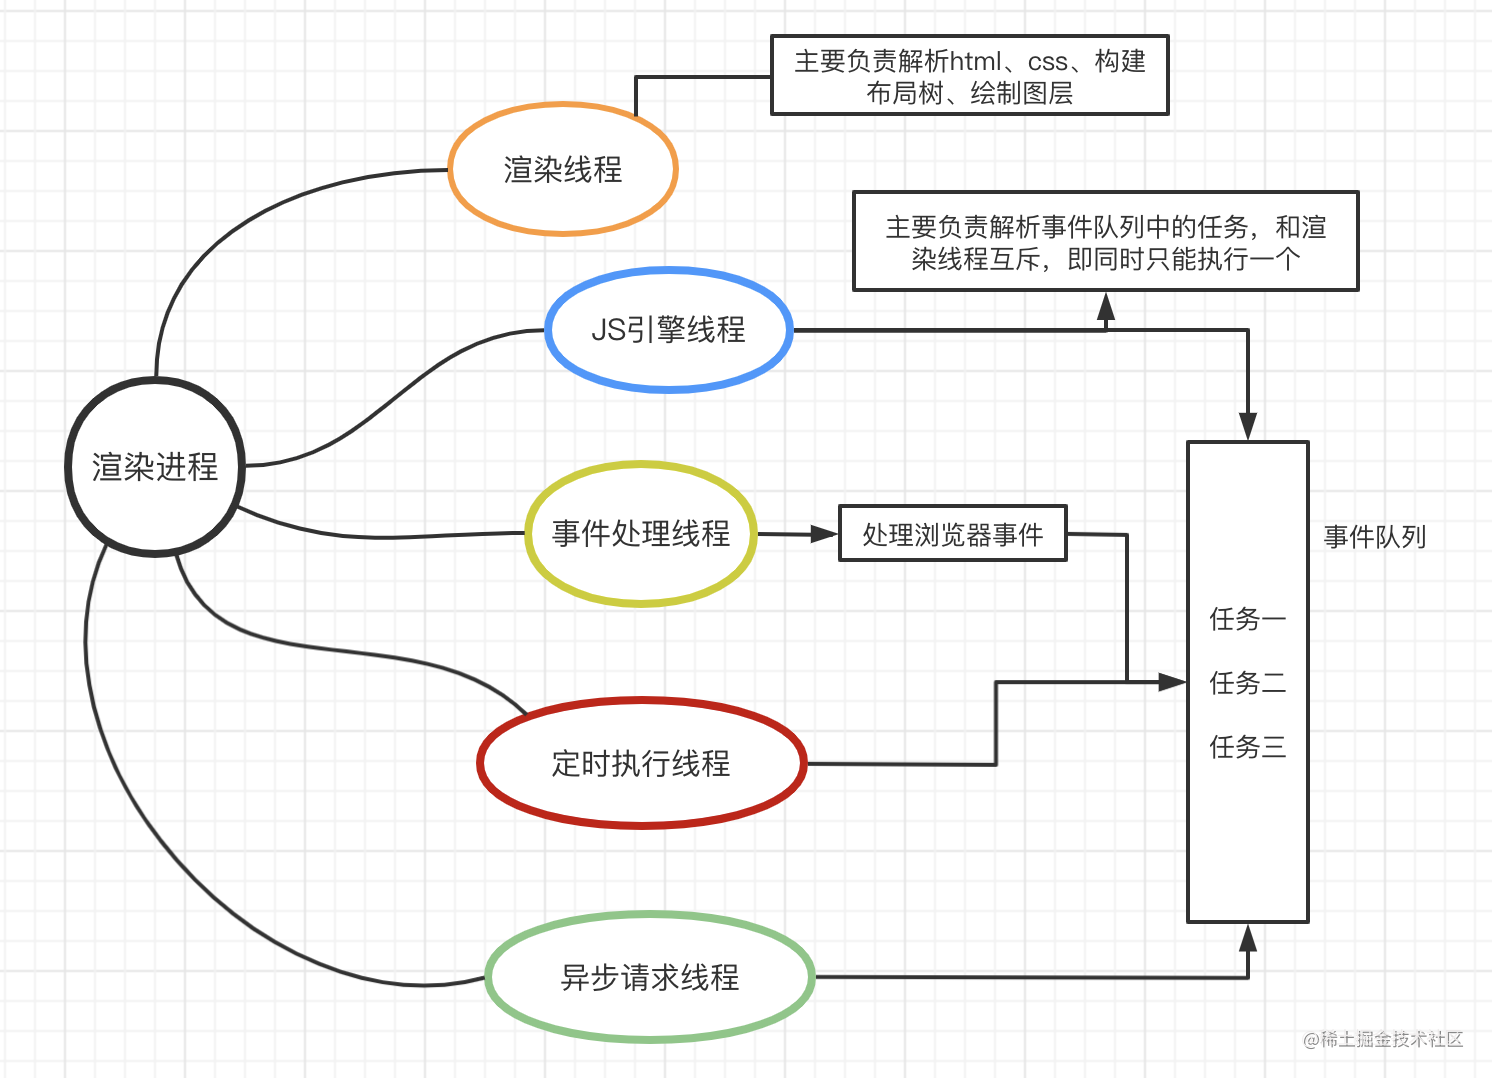 主要负责解析html、css、构建
布局树、绘制图层
渲染线程
主要负责解析事件队列中的任务，和渲
染线程互斥，即同时只能执行一个
JS引擎线程
渲染进程
事件处理线程
处理浏览器事件
事件队列
任务一
任务二
任务三
定时执行线程
异步请求线程
@稀土掘金技术社区